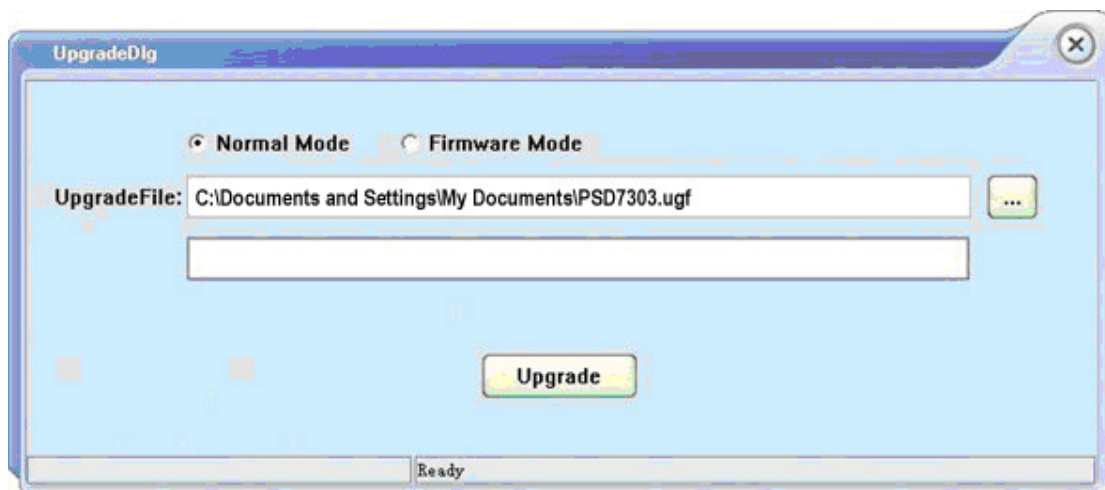 UpgradeDlg
Normal Mode Firmware Mode
UpgradeFile: C:\Documents and Settings\My Documents\PSD7303.ugf ...
Upgrade
Ready